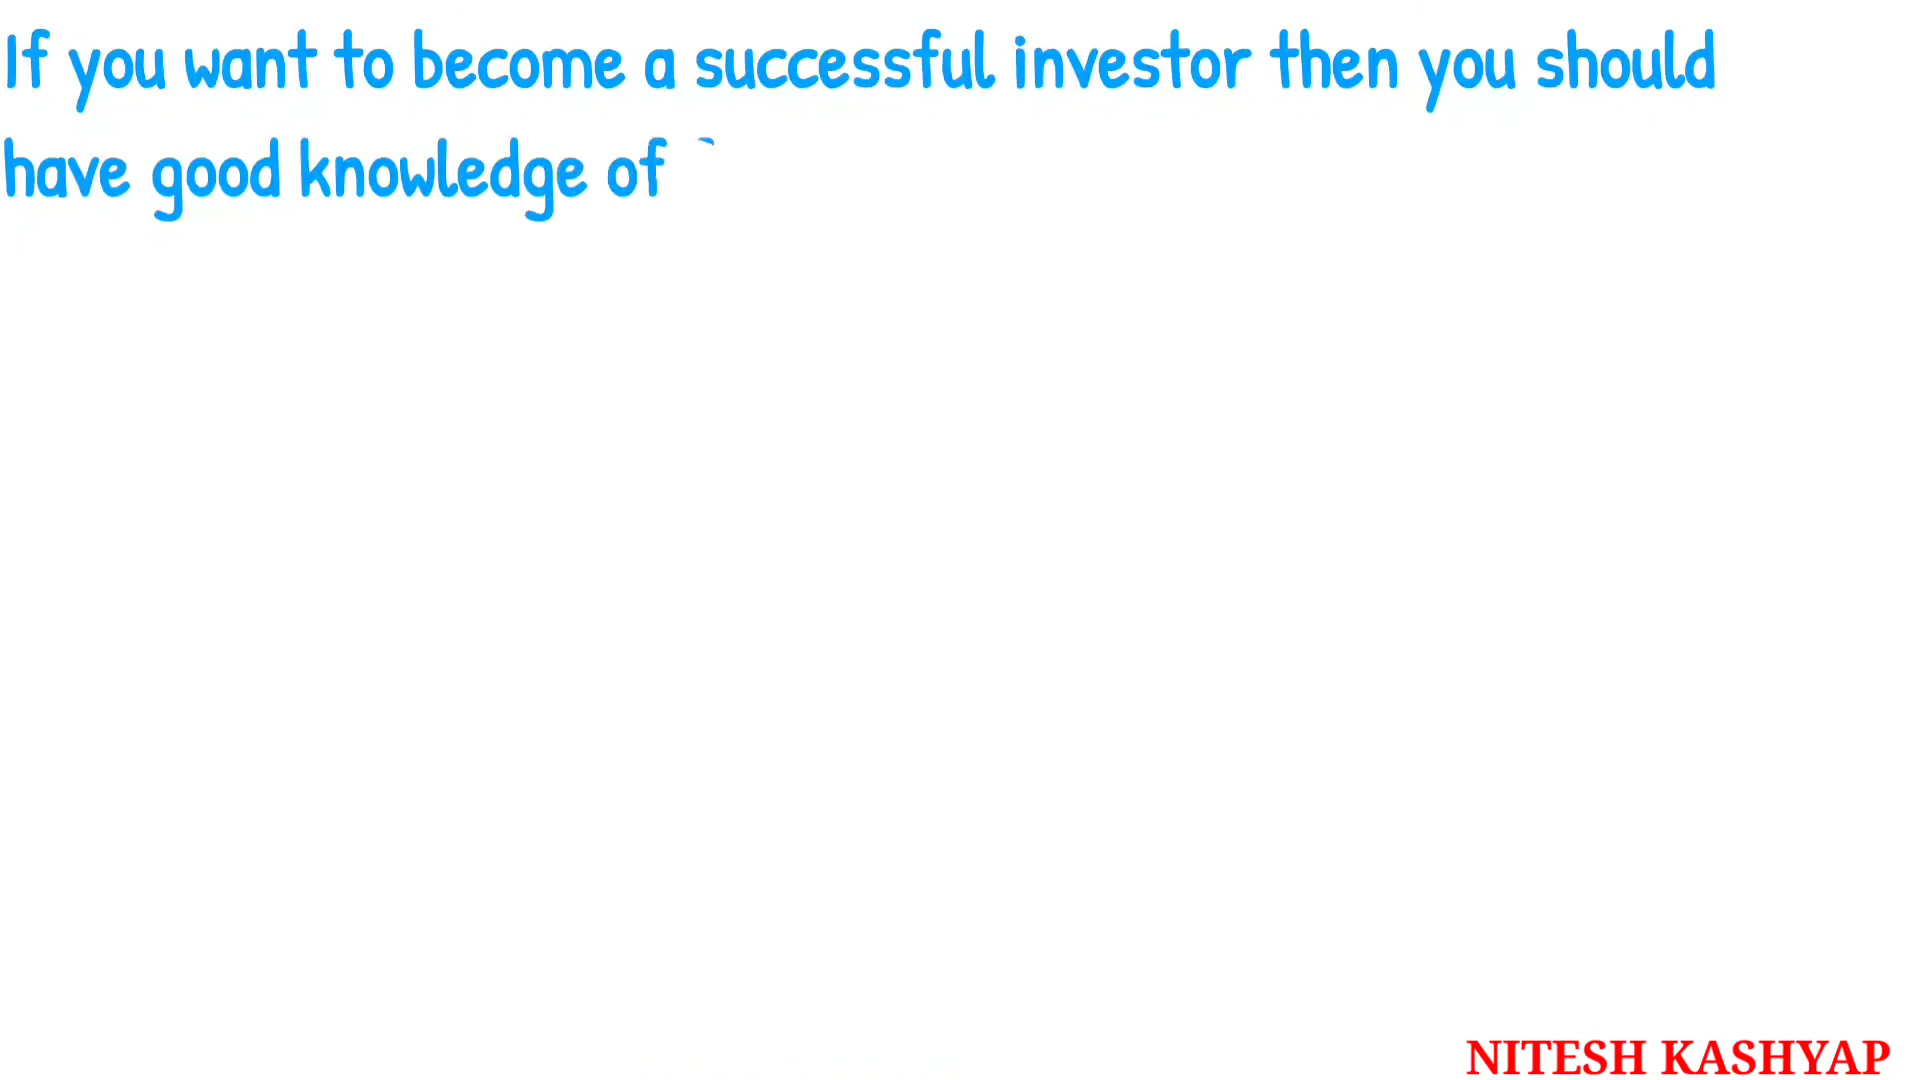 If you want to become a successful investor then you should
have good knowledge of
NITESH KASHYAP